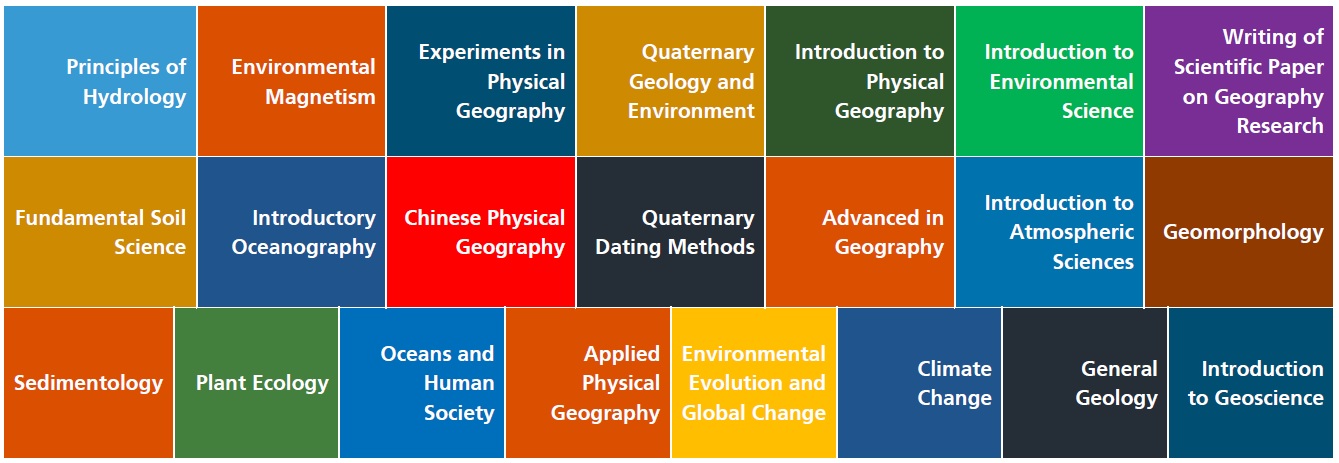 Principles of
Hydrology
Environmental
Magnetism
Experiments in
Physical
Geography
Quaternary
Geology and
Environment
Introduction to
Physical
Geography
Introduction to
Environmental
Science
Writing of
Scientific Paper
on Geography
Research
Fundamental Soil
Science
Introductory
Oceanography
Chinese Physical
Geography
Quaternary
Dating Methods
Advanced in
Geography
Introduction to
Atmospheric
Sciences
Geomorphology
Sedimentology
Plant Ecology
Oceans and
Human
Society
Applied
Physical
Geography
Environmental
Evolution and
Global Change
Climate
Change
General
Geology
Introduction
to Geoscience